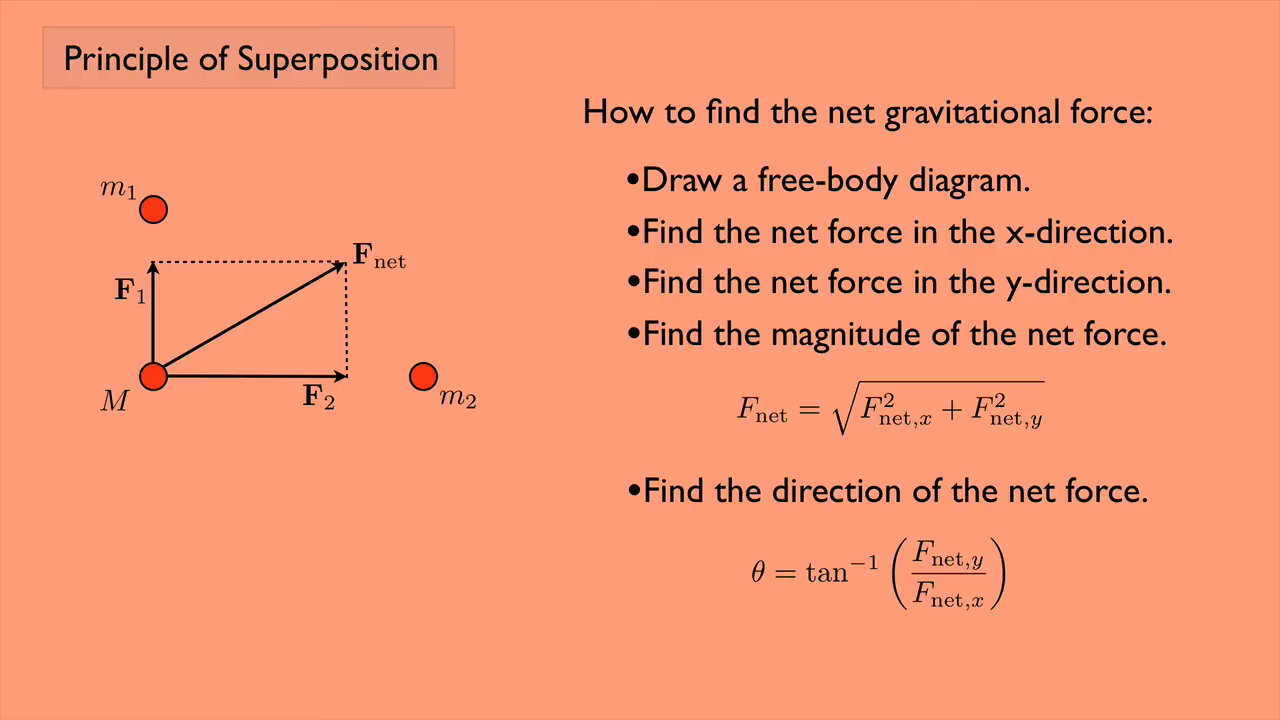 Principle of Superposition
How to find the net gravitational force:
•Draw a free-body diagram.
•Find the net force in the x-direction.
•Find the net force in the y-direction.
•Find the magnitude of the net force.
F_net = √(F²_net,x + F²_net,y)
•Find the direction of the net force.
θ = tan⁻¹ (F_net,y / F_net,x)
m₁
F_net
F₁
M
F₂
m₂